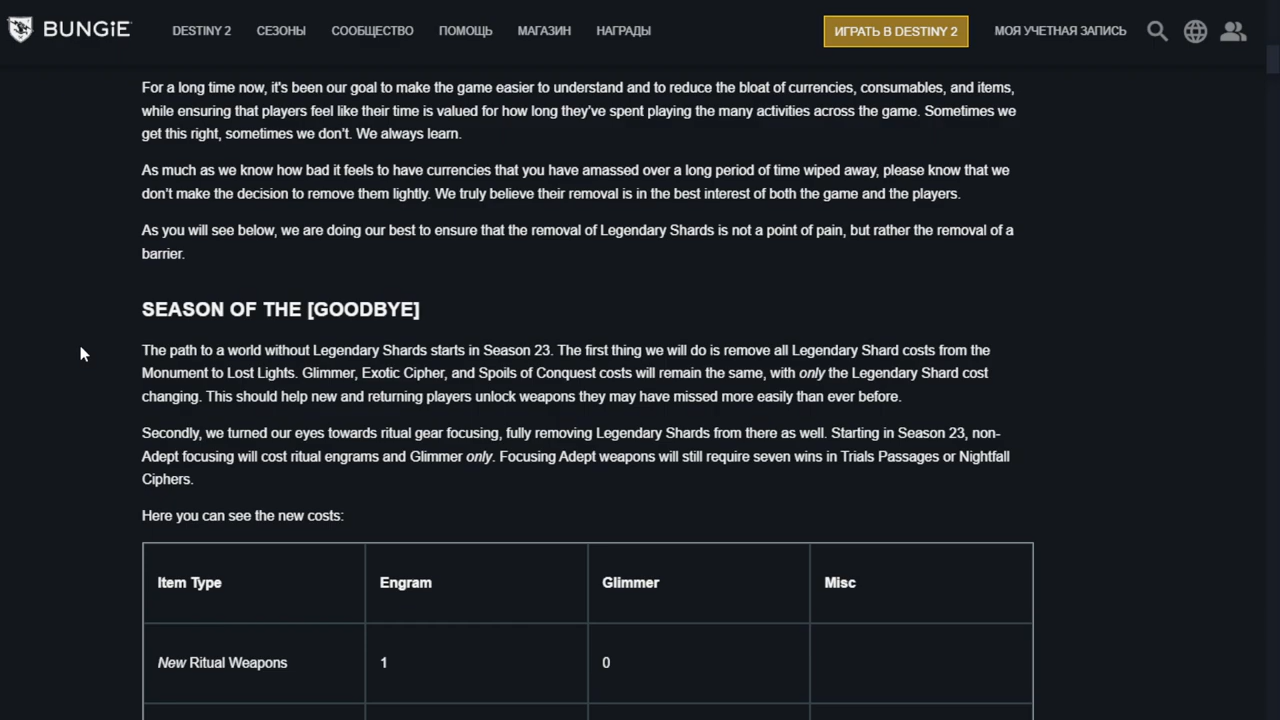 BUNGIE DESTINY 2 СЕЗОНЫ СООБЩЕСТВО ПОМОЩЬ МАГАЗИН НАГРАДЫ ИГРАТЬ В DESTINY 2 МОЯ УЧЕТНАЯ ЗАПИСЬ
For a long time now, it's been our goal to make the game easier to understand and to reduce the bloat of currencies, consumables, and items,
while ensuring that players feel like their time is valued for how long they've spent playing the many activities across the game. Sometimes we
get this right, sometimes we don't. We always learn.
As much as we know how bad it feels to have currencies that you have amassed over a long period of time wiped away, please know that we
don't make the decision to remove them lightly. We truly believe their removal is in the best interest of both the game and the players.
As you will see below, we are doing our best to ensure that the removal of Legendary Shards is not a point of pain, but rather the removal of a
barrier.
SEASON OF THE [GOODBYE]
The path to a world without Legendary Shards starts in Season 23. The first thing we will do is remove all Legendary Shard costs from the
Monument to Lost Lights. Glimmer, Exotic Cipher, and Spoils of Conquest costs will remain the same, with only the Legendary Shard cost
changing. This should help new and returning players unlock weapons they may have missed more easily than ever before.
Secondly, we turned our eyes towards ritual gear focusing, fully removing Legendary Shards from there as well. Starting in Season 23, non-
Adept focusing will cost ritual engrams and Glimmer only. Focusing Adept weapons will still require seven wins in Trials Passages or Nightfall
Ciphers.
Here you can see the new costs:
Item Type Engram Glimmer Misc
New Ritual Weapons 1 0